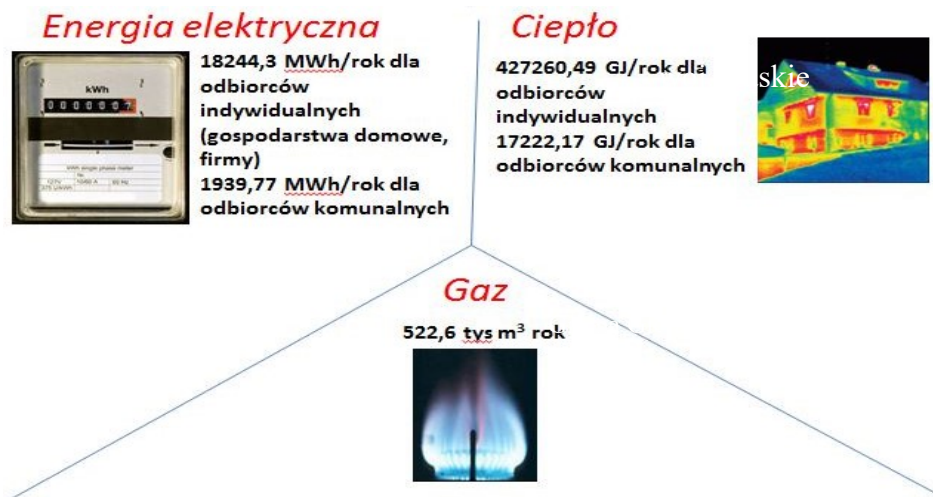 Energia elektryczna
18244,3 MWh/rok dla
odbiorców
indywidualnych
(gospodarstwa domowe,
firmy)
1939,77 MWh/rok dla
odbiorców komunalnych
kWh
Ciepło
427260,49 GJ/rok dla
odbiorców
indywidualnych
17222,17 GJ/rok dla
odbiorców komunalnych
skie
Gaz
522,6 tys m³ rok